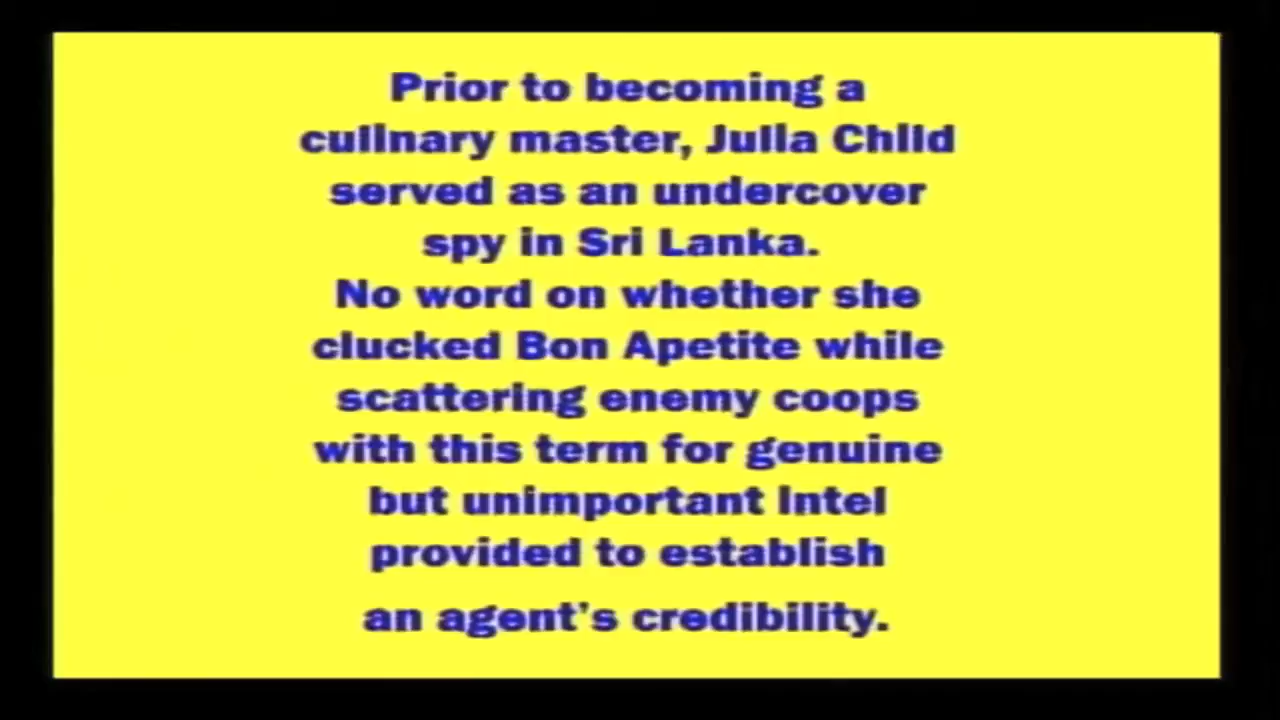 Prior to becoming a
culinary master, Julia Child
served as an undercover
spy in Sri Lanka.
No word on whether she
clucked Bon Apetite while
scattering enemy coops
with this term for genuine
but unimportant intel
provided to establish
an agent's credibility.